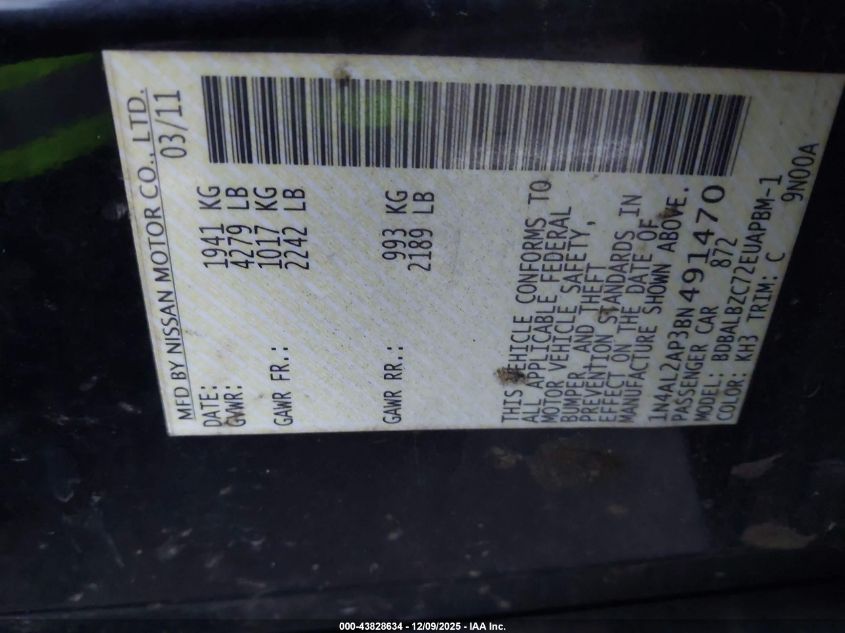 MFD BY NISSAN MOTOR CO., LTD.
DATE: 03/11
GVWR: 1941 KG
4279 LB
GAWR FR.: 1017 KG
2242 LB
GAWR RR.: 993 KG
2189 LB
THIS VEHICLE CONFORMS TO
ALL APPLICABLE FEDERAL
MOTOR VEHICLE SAFETY,
BUMPER, AND THEFT
PREVENTION STANDARDS IN
EFFECT ON THE DATE OF
MANUFACTURE SHOWN ABOVE.
1N4AL2AP3BN491470
PASSENGER CAR 872
MODEL: BDBALBZC72EUAPBM-1
COLOR: KH3 TRIM: C 9N00A
000-43828634 - 12/09/2025 - IAA Inc.